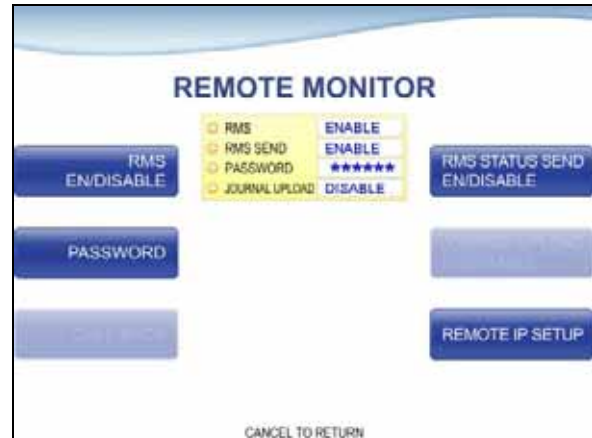 REMOTE MONITOR
RMS ENABLE
RMS SEND ENABLE
PASSWORD ******
JOURNAL UPLOAD DISABLE
RMS
EN/DISABLE
RMS STATUS SEND
EN/DISABLE
PASSWORD
REMOTE IP SETUP
CANCEL TO RETURN